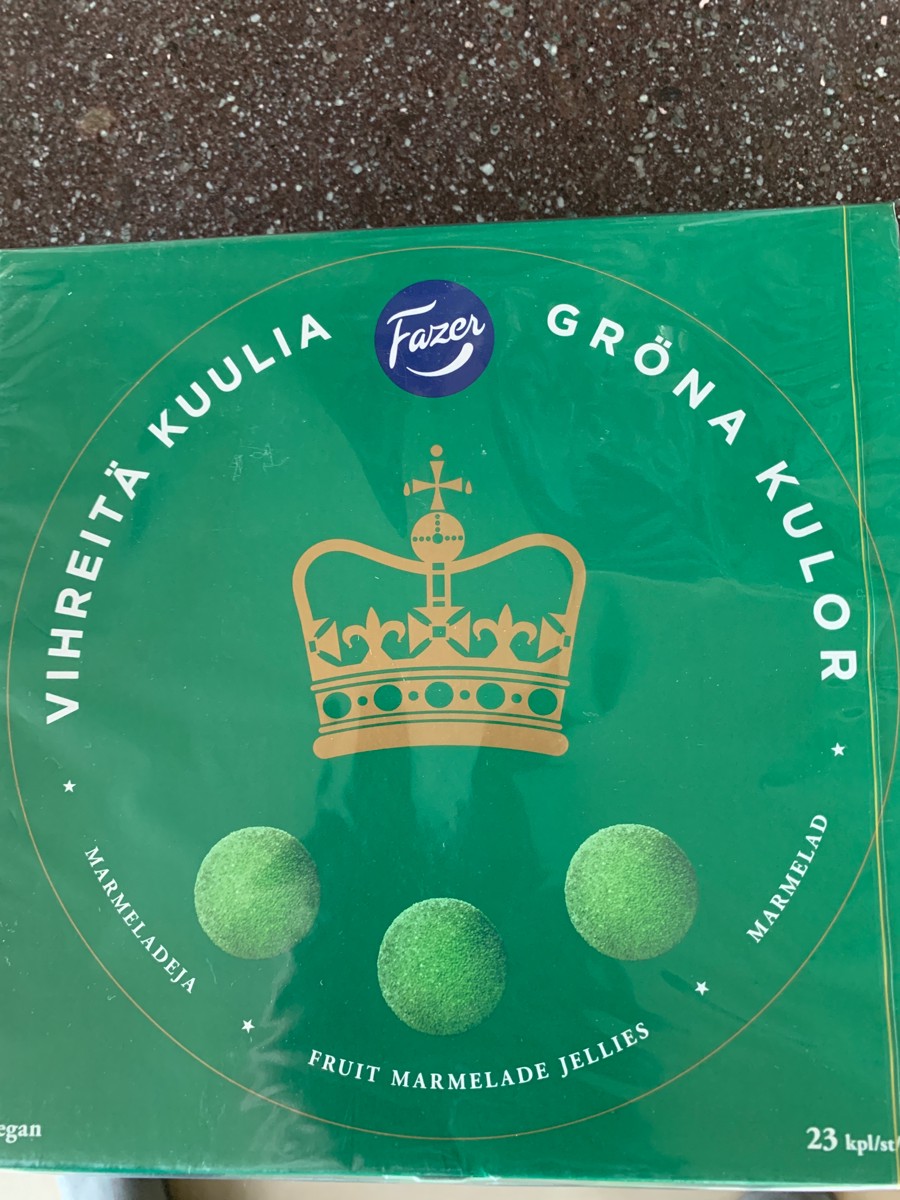 Fazer
VIHREITÄ KUULIA
GRÖNA KULOR
MARMELADEJA
FRUIT MARMELADE JELLIES
MARMELAD
egan
23 kpl/st/